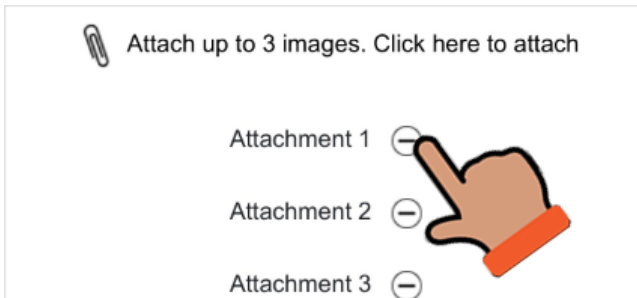 Attach up to 3 images. Click here to attach
Attachment 1
Attachment 2
Attachment 3